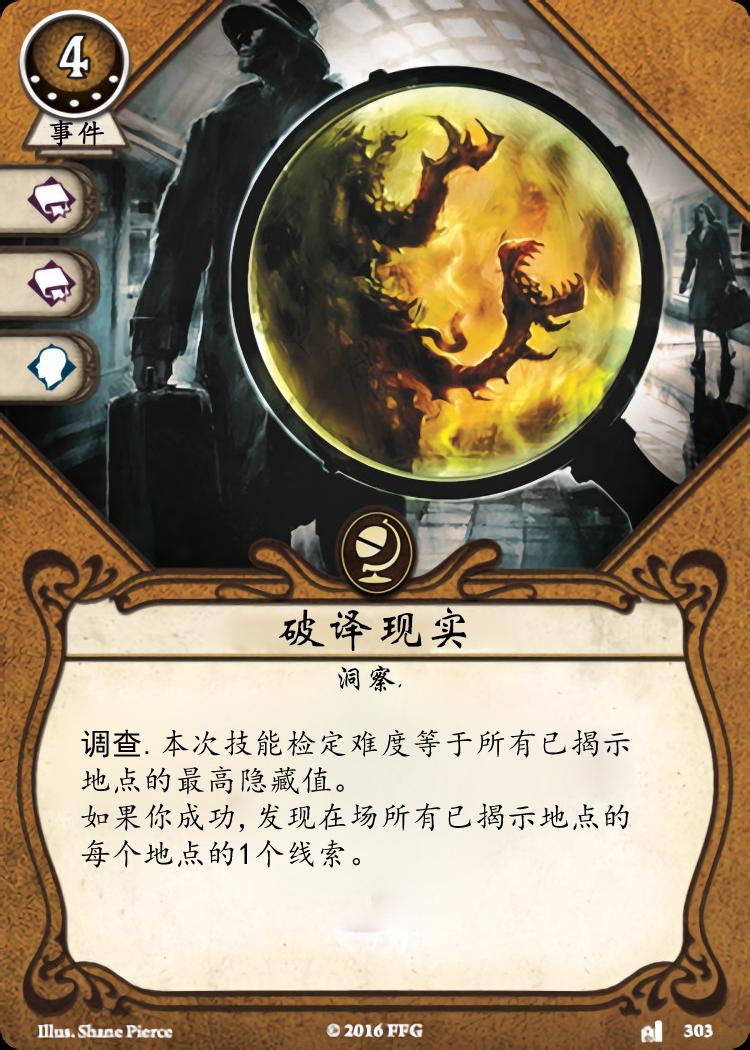 4
事件
破译现实
洞察.
调查. 本次技能检定难度等于所有已揭示
地点的最高隐藏值。
如果你成功, 发现在场所有已揭示地点的
每个地点的1个线索。
Illus. Shane Pierce
© 2016 FFG
303